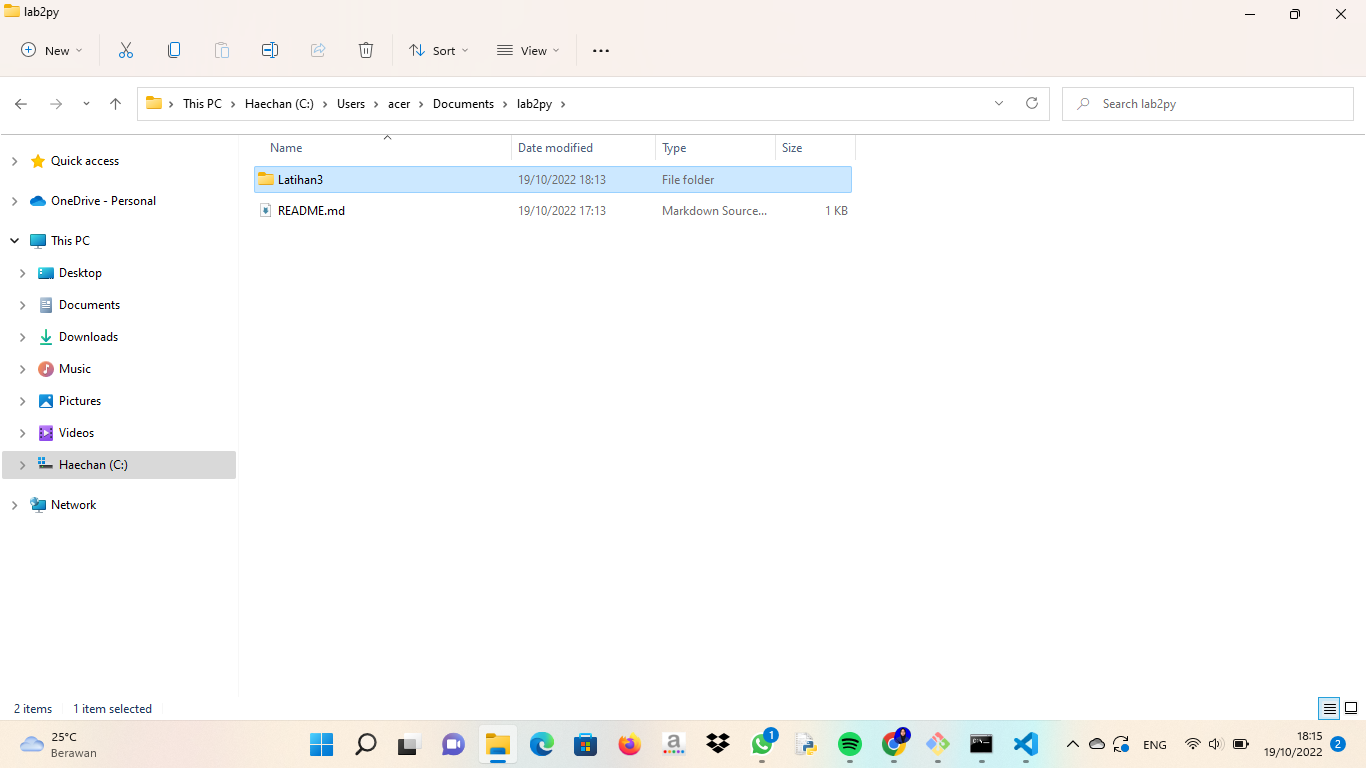 lab2py
New
Sort
View
This PC
Haechan (C:)
Users
acer
Documents
lab2py
Search lab2py
Name
Date modified
Type
Size
Latihan3
19/10/2022 18:13
File folder
README.md
19/10/2022 17:13
Markdown Source...
1 KB
Quick access
OneDrive - Personal
This PC
Desktop
Documents
Downloads
Music
Pictures
Videos
Haechan (C:)
Network
2 items
1 item selected
25°C
Berawan
a
1
ENG
18:15
19/10/2022
2